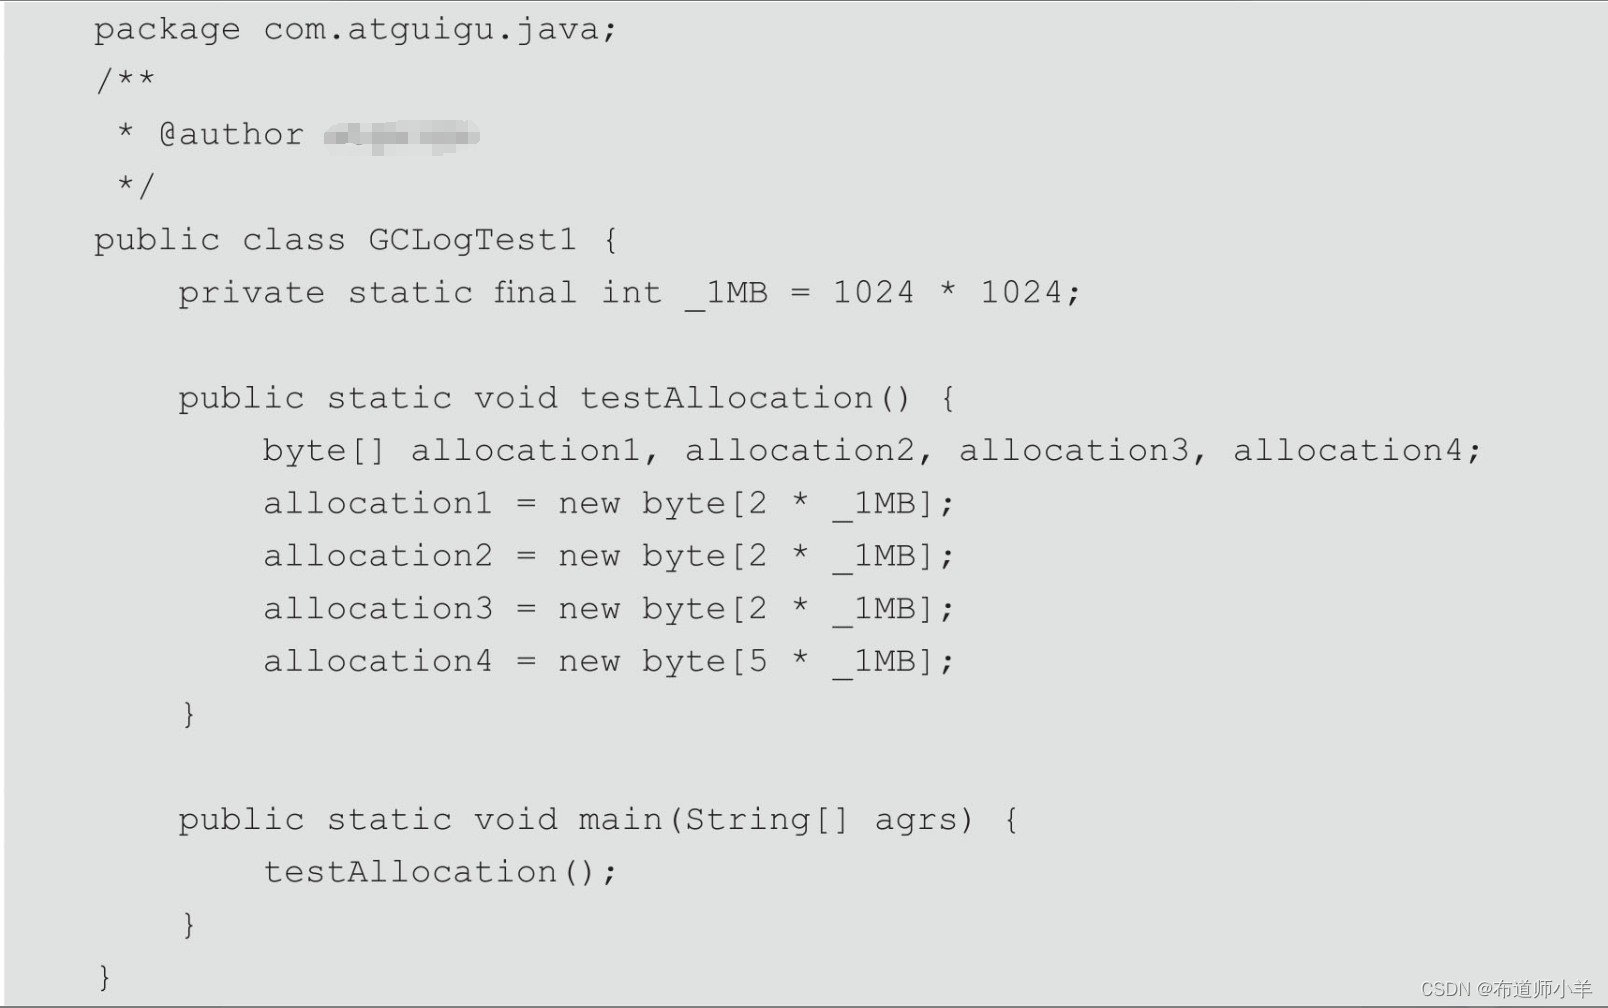 package com.atguigu.java;
/**
 * @author
 */
public class GCLogTest1 {
    private static final int _1MB = 1024 * 1024;

    public static void testAllocation() {
        byte[] allocation1, allocation2, allocation3, allocation4;
        allocation1 = new byte[2 * _1MB];
        allocation2 = new byte[2 * _1MB];
        allocation3 = new byte[2 * _1MB];
        allocation4 = new byte[5 * _1MB];
    }

    public static void main(String[] agrs) {
        testAllocation();
    }
}
CSDN @布道师小羊